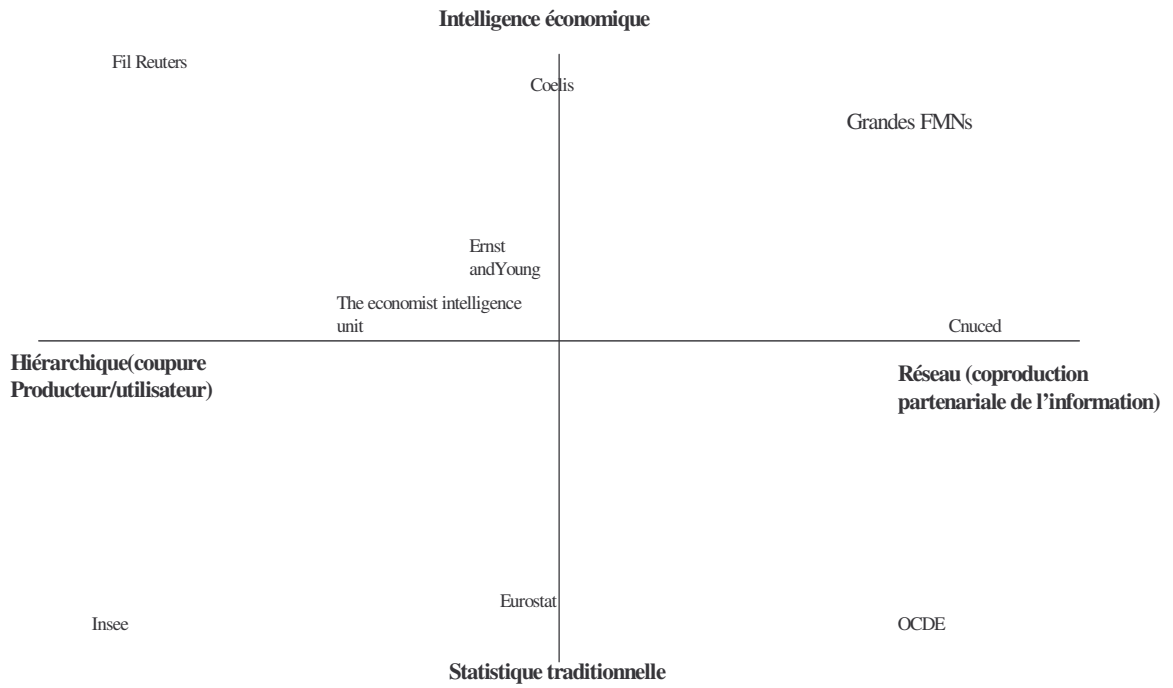 Intelligence économique
Fil Reuters
Coelis
Grandes FMNs
Ernst
andYoung
The economist intelligence
unit
Cnuced
Hiérarchique(coupure
Producteur/utilisateur)
Réseau (coproduction
partenariale de l’information)
Eurostat
Insee
OCDE
Statistique traditionnelle